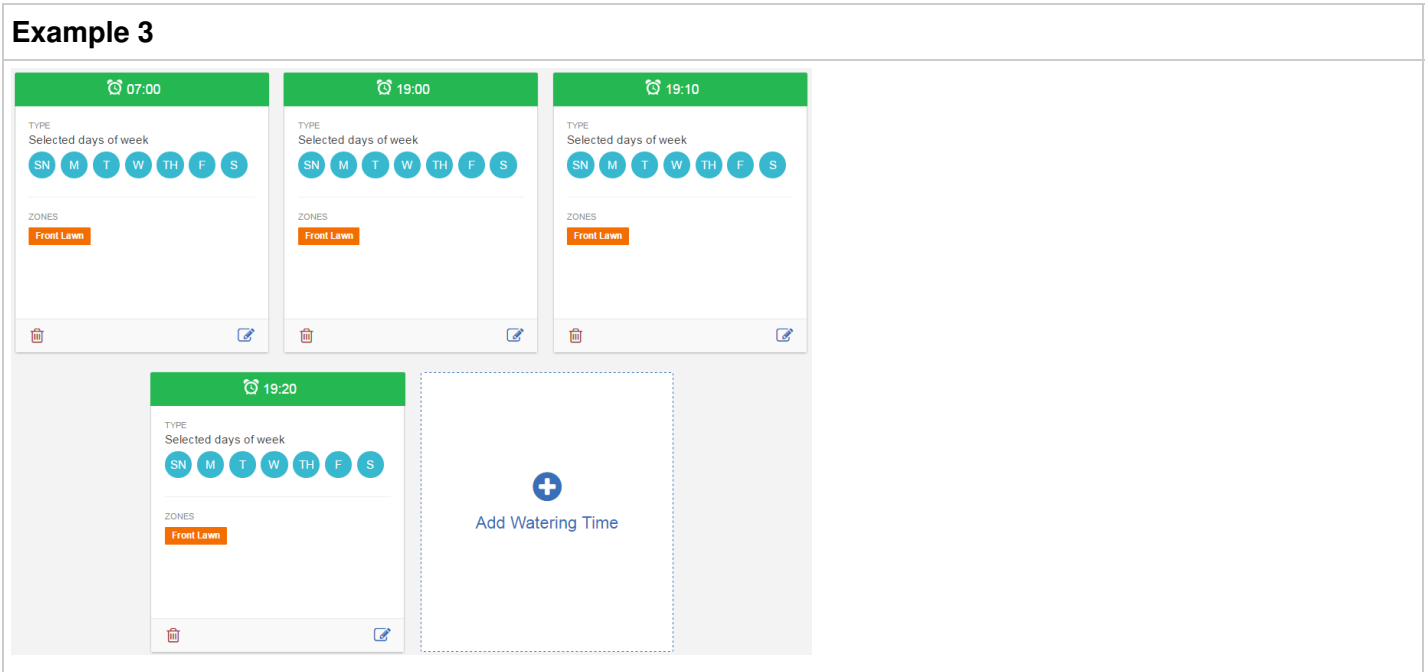 Example 3
07:00
TYPE
Selected days of week
SN M T W TH F S
ZONES
Front Lawn
19:00
TYPE
Selected days of week
SN M T W TH F S
ZONES
Front Lawn
19:10
TYPE
Selected days of week
SN M T W TH F S
ZONES
Front Lawn
19:20
TYPE
Selected days of week
SN M T W TH F S
ZONES
Front Lawn
Add Watering Time